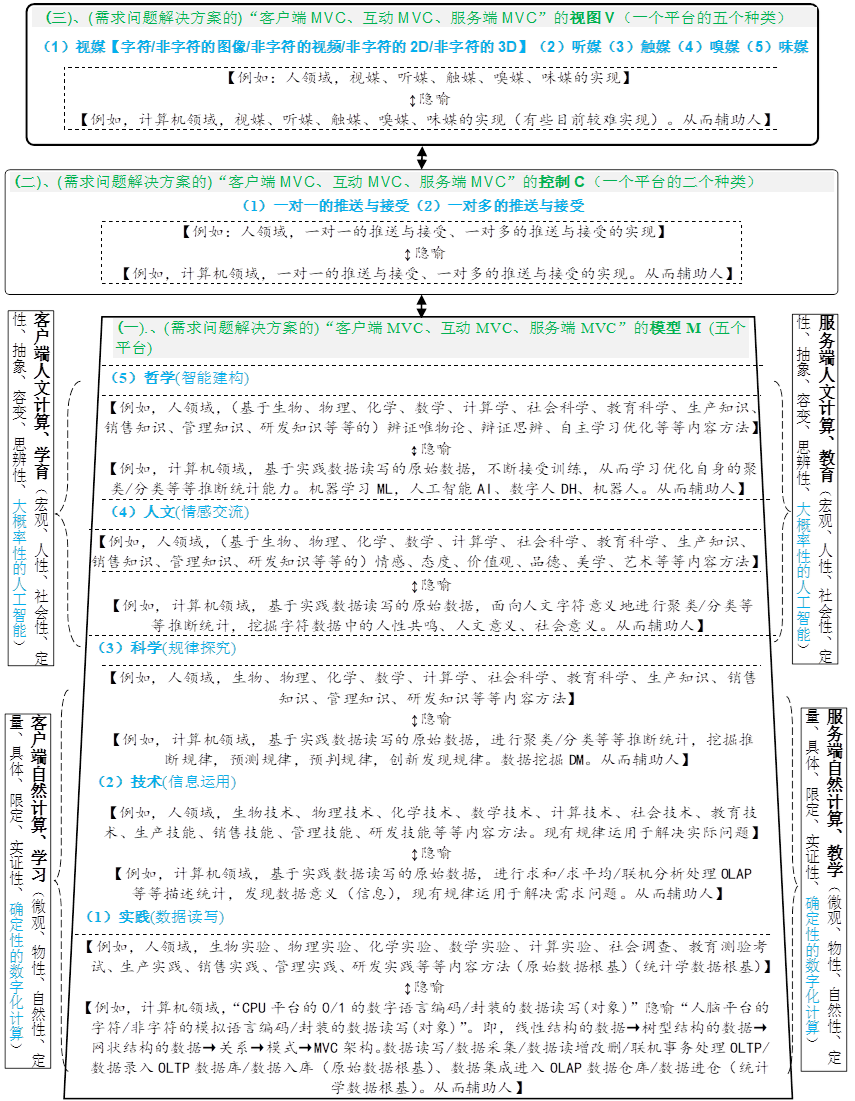 (三)、(需求问题解决方案的)“客户端 MVC、互动 MVC、服务端 MVC”的视图 V（一个平台的五个种类）
（1）视媒【字符/非字符的图像/非字符的视频/非字符的 2D/非字符的 3D】（2）听媒（3）触媒（4）嗅媒（5）味媒
【例如：人领域，视媒、听媒、触媒、嗅媒、味媒的实现】
↕隐喻
【例如，计算机领域，视媒、听媒、触媒、嗅媒、味媒的实现（有些目前较难实现）。从而辅助人】
(二)、(需求问题解决方案的)“客户端 MVC、互动 MVC、服务端 MVC”的控制 C（一个平台的二个种类）
（1）一对一的推送与接受（2）一对多的推送与接受
【例如：人领域，一对一的推送与接受、一对多的推送与接受的实现】
↕隐喻
【例如，计算机领域，一对一的推送与接受、一对多的推送与接受的实现。从而辅助人】
(一).、(需求问题解决方案的)“客户端 MVC、互动 MVC、服务端 MVC”的模型 M（五个
平台)
（5）哲学(智能建构)
【例如，人领域，（基于生物、物理、化学、数学、计算学、社会科学、教育科学、生产知识、
销售知识、管理知识、研发知识等等的）辨证唯物论、辩证思辨、自主学习优化等等内容方法】
↕隐喻
【例如，计算机领域，基于实践数据读写的原始数据，不断接受训练，从而学习优化自身的聚
类/分类等等推断统计能力。机器学习 ML，人工智能 AI、数字人 DH、机器人。从而辅助人】
（4）人文(情感交流)
【例如，人领域，（基于生物、物理、化学、数学、计算学、社会科学、教育科学、生产知识、
销售知识、管理知识、研发知识等等的）情感、态度、价值观、品德、美学、艺术等等内容方法】
↕隐喻
【例如，计算机领域，基于实践数据读写的原始数据，面向人文字符意义地进行聚类/分类等
等推断统计，挖掘字符数据中的人性共鸣、人文意义、社会意义。从而辅助人】
（3）科学(规律探究)
【例如，人领域，生物、物理、化学、数学、计算学、社会科学、教育科学、生产知识、销售
知识、管理知识、研发知识等等内容方法】
↕隐喻
【例如，计算机领域，基于实践数据读写的原始数据，进行聚类/分类等等推断统计，挖掘推
断规律，预测规律，预判规律，创新发现规律。数据挖掘 DM。从而辅助人】
（2）技术(信息运用)
【例如，人领域，生物技术、物理技术、化学技术、数学技术、计算技术、社会技术、教育技
术、生产技能、销售技能、管理技能、研发技能等等内容方法。现有规律运用于解决实际问题】
↕隐喻
【例如，计算机领域，基于实践数据读写的原始数据，进行求和/求平均/联机分析处理 OLAP
等等描述统计，发现数据意义（信息），现有规律运用于解决需求问题。从而辅助人】
（1）实践(数据读写)
【例如，人领域，生物实验、物理实验、化学实验、数学实验、计算实验、社会调查、教育测验考
试、生产实践、销售实践、管理实践、研发实践等等内容方法（原始数据根基）（统计学数据根基）】
↕隐喻
【例如，计算机领域，“CPU 平台的 0/1 的数字语言编码/封装的数据读写(对象)”隐喻“人脑平台的
字符/非字符的模拟语言编码/封装的数据读写(对象)”。即，线性结构的数据→树型结构的数据→
网状结构的数据→关系→模式→MVC 架构。数据读写/数据采集/数据读增改删/联机事务处理 OLTP/
数据录入 OLTP 数据库/数据入库（原始数据根基）、数据集成进入 OLAP 数据仓库/数据进仓（统计
学数据根基）。从而辅助人】
客户端人文计算、学育（宏观、人性、社会性、定
性、抽象、容变、思辨性、大概率性的人工智能）
客户端自然计算、学习（微观、物性、自然性、定
量、具体、限定、实证性、确定性的数字化计算）
服务端人文计算、教育（宏观、人性、社会性、定
性、抽象、容变、思辨性、大概率性的人工智能）
服务端自然计算、教学（微观、物性、自然性、定
量、具体、限定、实证性、确定性的数字化计算）